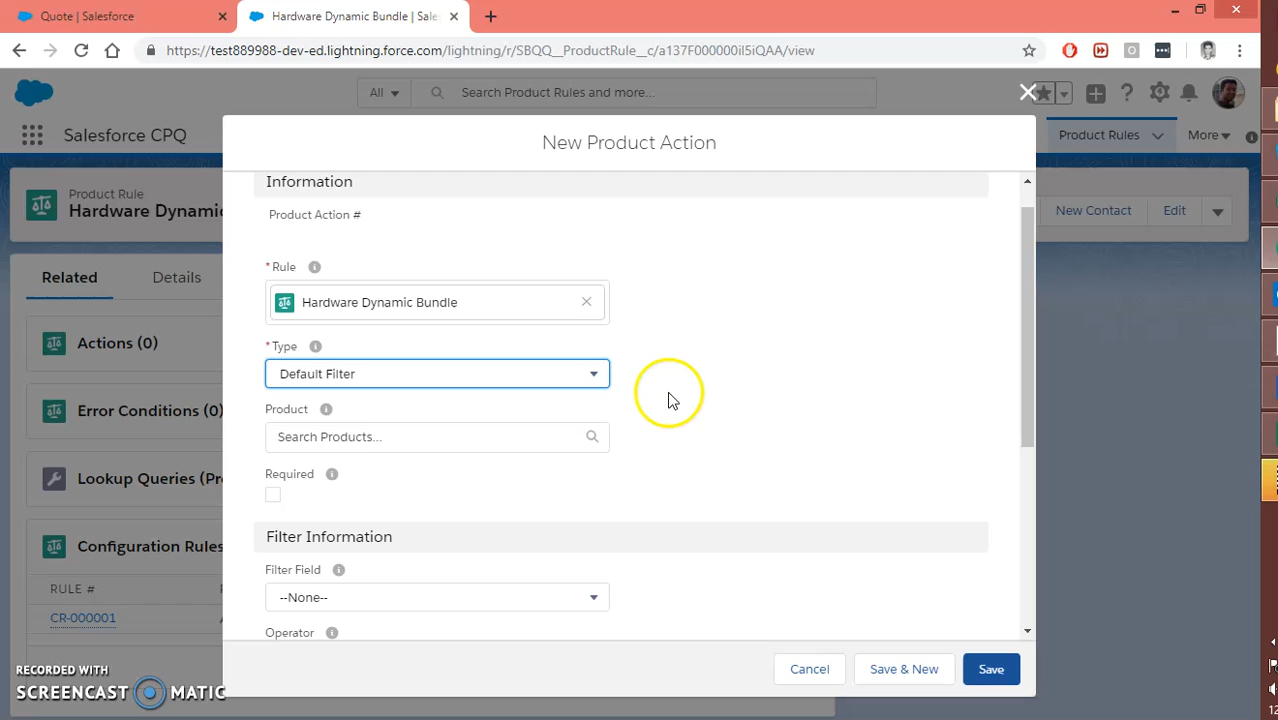 Quote | Salesforce
Hardware Dynamic Bundle | Sale
https://test889988-dev-ed.lightning.force.com/lightning/r/SBQQ__ProductRule__c/a137F000000iI5iQAA/view
All
Search Product Rules and more...
Salesforce CPQ
Product Rules
More
New Product Action
Product Rule
Hardware Dynamic
New Contact
Edit
Related
Details
Actions (0)
Error Conditions (0)
Lookup Queries (Pr
Configuration Rules
RULE #
CR-000001
Information
Product Action #
*Rule
Hardware Dynamic Bundle
*Type
Default Filter
Product
Search Products...
Required
Filter Information
Filter Field
--None--
Operator
Cancel
Save & New
Save
RECORDED WITH
SCREENCAST MATIC